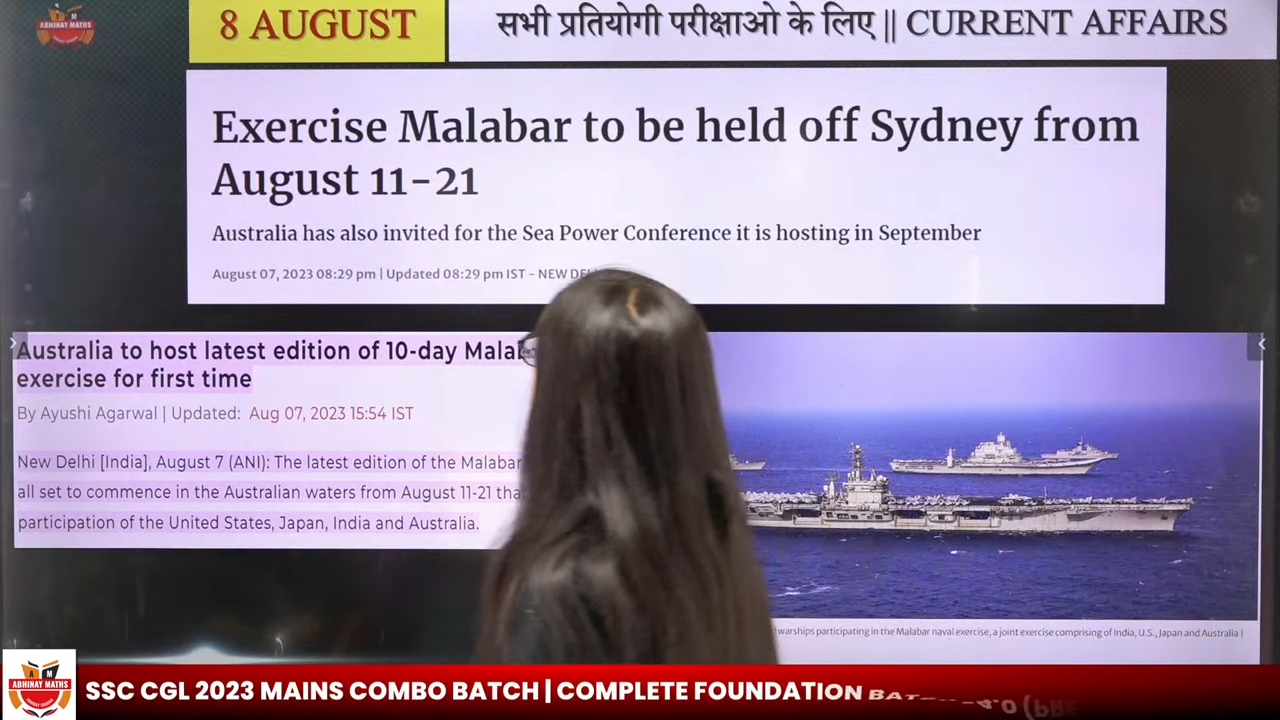 8 AUGUST
सभी प्रतियोगी परीक्षाओ के लिए || CURRENT AFFAIRS
Exercise Malabar to be held off Sydney from
August 11-21
Australia has also invited for the Sea Power Conference it is hosting in September
August 07, 2023 08:29 pm | Updated 08:29 pm IST - NEW
Australia to host latest edition of 10-day
exercise for first time
By Ayushi Agarwal | Updated: Aug 07, 2023 15:54 IST
New Delhi [India], August 7 (ANI): The latest edition of the Malabar
all set to commence in the Australian waters from August 11-21
participation of the United States, Japan, India and Australia.
warships participating in the Malabar naval exercise, a joint exercise comprising of India, U.S., Japan and Australia |
A M
ABHINAY MATHS
SSC CGL 2023 MAINS COMBO BATCH | COMPLETE FOUNDATION